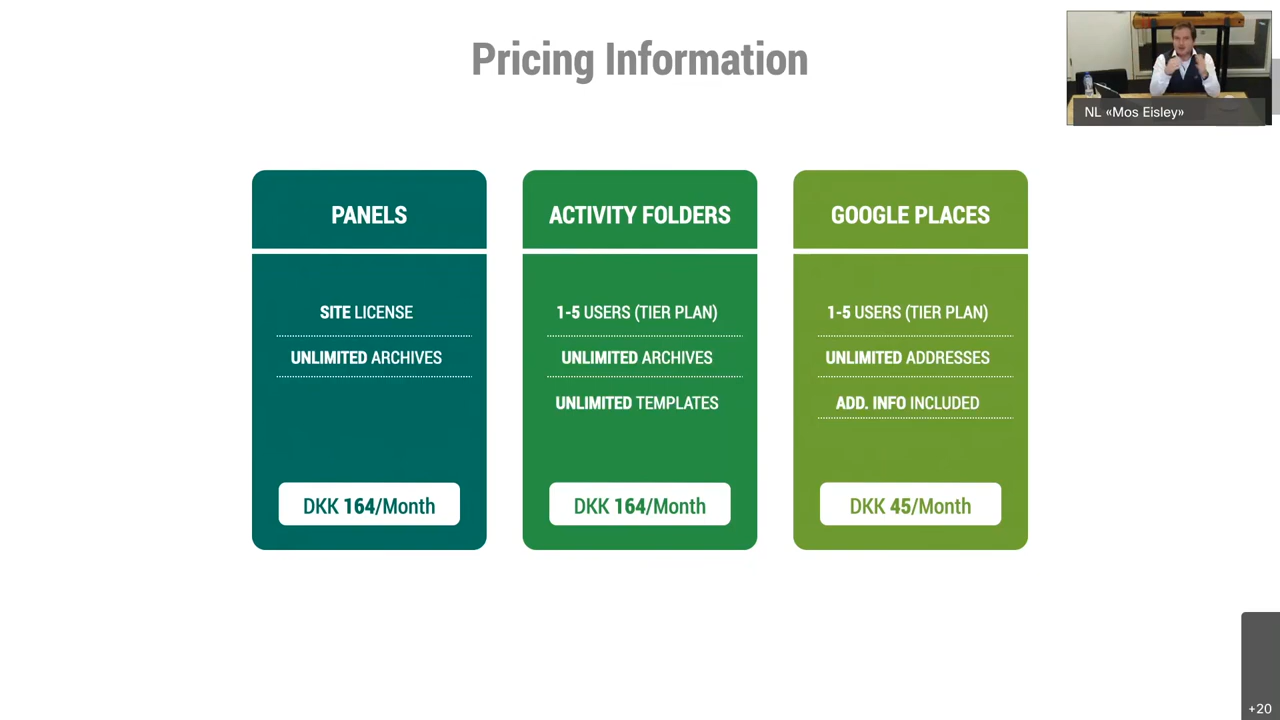 Pricing Information
NL «Mos Eisley»
PANELS
SITE LICENSE
UNLIMITED ARCHIVES
DKK 164/Month
ACTIVITY FOLDERS
1-5 USERS (TIER PLAN)
UNLIMITED ARCHIVES
UNLIMITED TEMPLATES
DKK 164/Month
GOOGLE PLACES
1-5 USERS (TIER PLAN)
UNLIMITED ADDRESSES
ADD. INFO INCLUDED
DKK 45/Month
+20